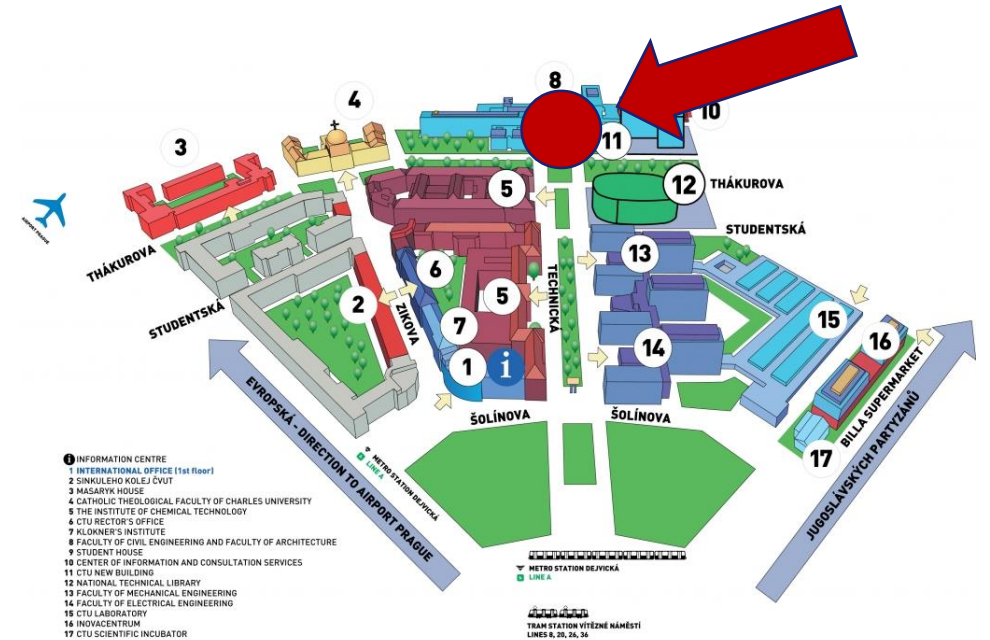 8
4
10
3
11
5
12
THÁKUROVA
AIRPORT PRAGUE
STUDENTSKÁ
THÁKUROVA
13
6
TECHNICKÁ
5
2
ZIKOVA
STUDENTSKÁ
15
7
16
14
1
i
BILLA SUPERMARKET
ŠOLÍNOVA
ŠOLÍNOVA
EVROPSKÁ - DIRECTION TO AIRPORT PRAGUE
JUGOSLÁVSKÝCH PARTYZÁNŮ
METRO STATION DEJVICKÁ
LINE A
17
i INFORMATION CENTRE
1 INTERNATIONAL OFFICE (1st floor)
2 SINKULEHO KOLEJ ČVUT
3 MASARYK HOUSE
4 CATHOLIC THEOLOGICAL FACULTY OF CHARLES UNIVERSITY
5 THE INSTITUTE OF CHEMICAL TECHNOLOGY
6 CTU RECTOR'S OFFICE
7 KLOKNER'S INSTITUTE
8 FACULTY OF CIVIL ENGINEERING AND FACULTY OF ARCHITECTURE
9 STUDENT HOUSE
10 CENTER OF INFORMATION AND CONSULTATION SERVICES
11 CTU NEW BUILDING
12 NATIONAL TECHNICAL LIBRARY
13 FACULTY OF MECHANICAL ENGINEERING
14 FACULTY OF ELECTRICAL ENGINEERING
15 CTU LABORATORY
16 INOVACENTRUM
17 CTU SCIENTIFIC INCUBATOR
METRO STATION DEJVICKÁ
LINE A
TRAM STATION VÍTĚZNÉ NÁMĚSTÍ
LINES 8, 20, 26, 36